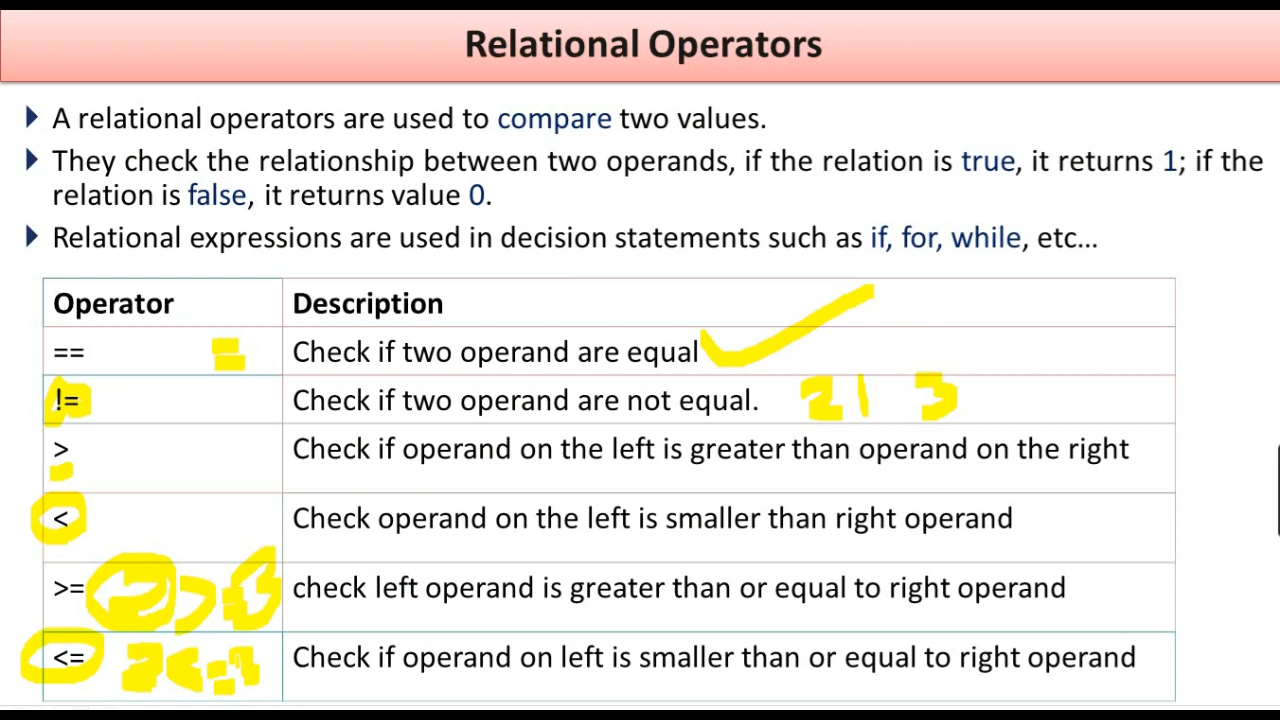 Relational Operators
A relational operators are used to compare two values.
They check the relationship between two operands, if the relation is true, it returns 1; if the
relation is false, it returns value 0.
Relational expressions are used in decision statements such as if, for, while, etc...
Operator Description
== = Check if two operand are equal
!= Check if two operand are not equal. 2 3
> Check if operand on the left is greater than operand on the right
< Check operand on the left is smaller than right operand
>= check left operand is greater than or equal to right operand
<= Check if operand on left is smaller than or equal to right operand